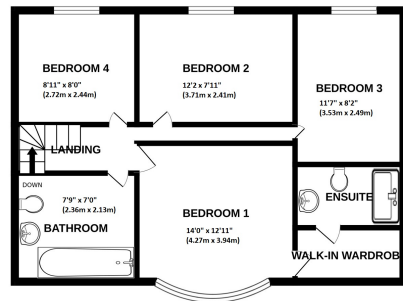 BEDROOM 4
8'11" x 8'0"
(2.72m x 2.44m)
BEDROOM 2
12'2 x 7'11"
(3.71m x 2.41m)
BEDROOM 3
11'7" x 8'2"
(3.53m x 2.49m)
LANDING
DOWN
7'9" x 7'0"
(2.36m x 2.13m)
BATHROOM
BEDROOM 1
14'0" x 12'11"
(4.27m x 3.94m)
ENSUITE
WALK-IN WARDROB